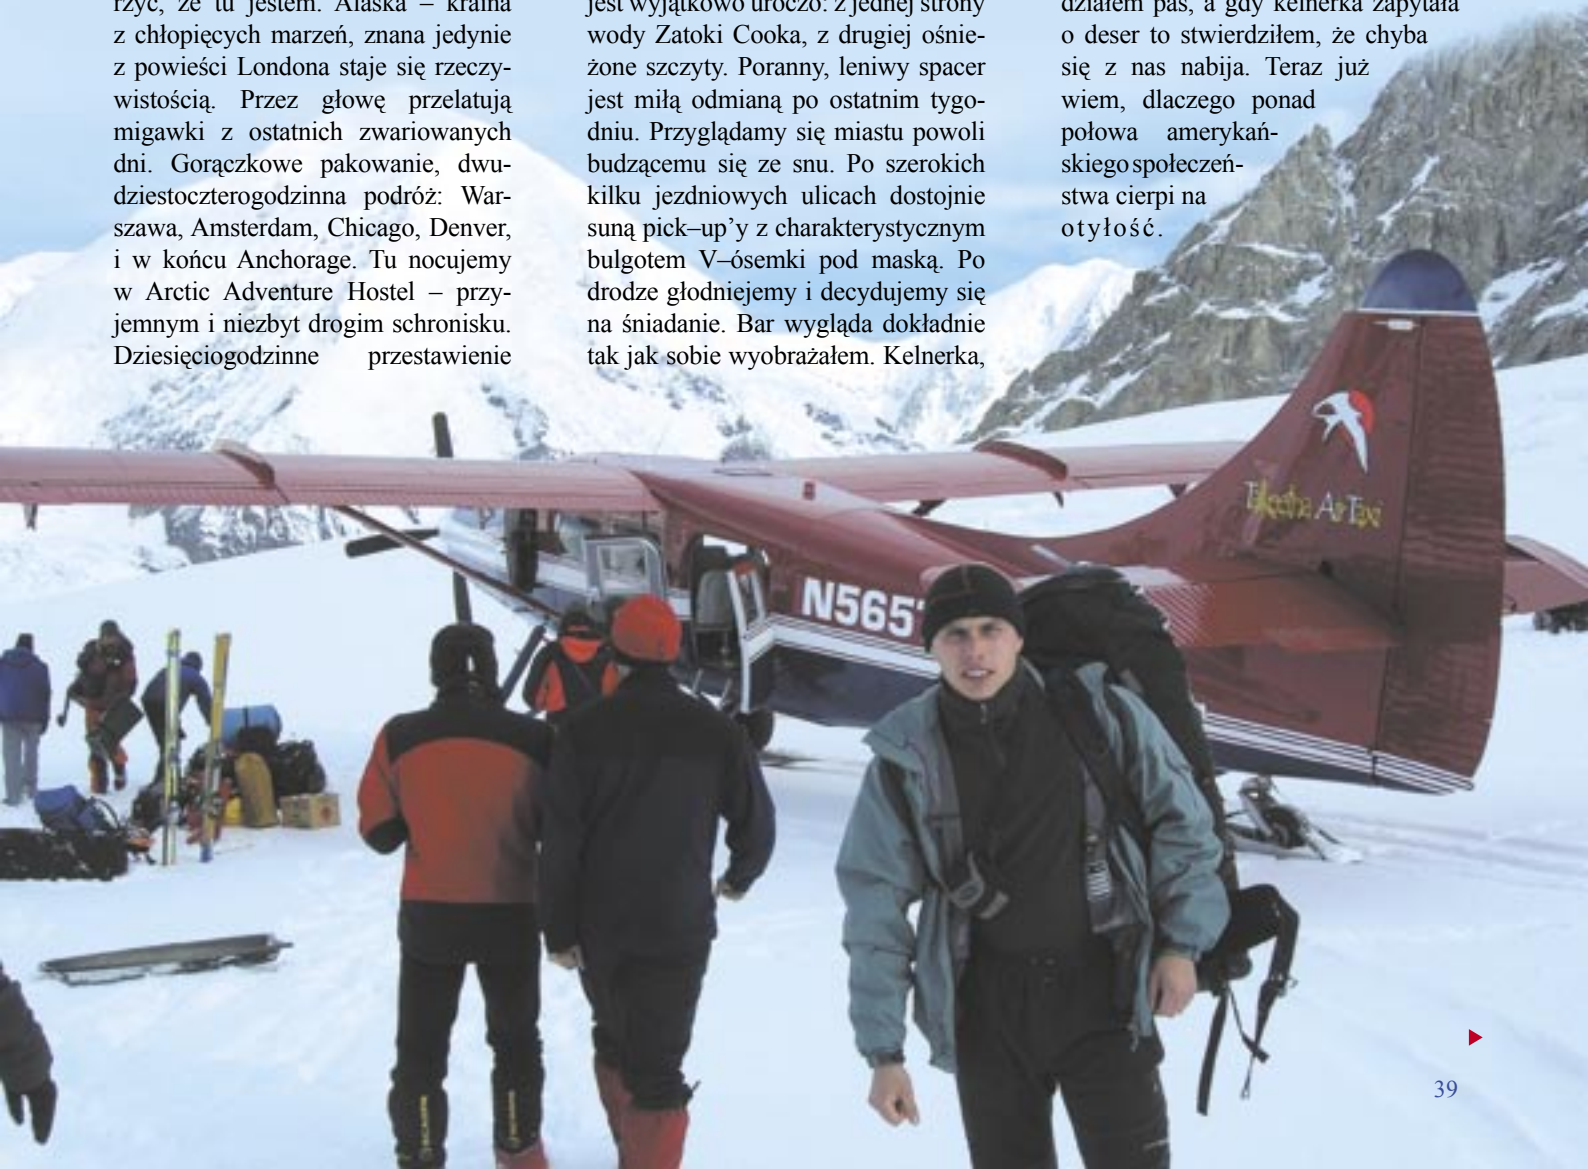 rzyć, że tu jestem. Alaska – kraina
z chłopięcych marzeń, znana jedynie
z powieści Londona staje się rzeczy-
wistością. Przez głowę przelatują
migawki z ostatnich zwariowanych
dni. Gorączkowe pakowanie, dwu-
dziestoczterogodzinna podróż: War-
szawa, Amsterdam, Chicago, Denver,
i w końcu Anchorage. Tu nocujemy
w Arctic Adventure Hostel – przy-
jemnym i niezbyt drogim schronisku.
Dziesięciogodzinne przestawienie
jest wyjątkowo uroczo: z jednej strony
wody Zatoki Cooka, z drugiej ośnie-
żone szczyty. Poranny, leniwy spacer
jest miłą odmianą po ostatnim tygo-
dniu. Przyglądamy się miastu powoli
budzącemu się ze snu. Po szerokich
kilku jezdniowych ulicach dostojnie
suną pick–up’y z charakterystycznym
bulgotem V–ósemki pod maską. Po
drodze głodniejemy i decydujemy się
na śniadanie. Bar wygląda dokładnie
tak jak sobie wyobrażałem. Kelnerka,
działem pas, a gdy kelnerka zapytała
o deser to stwierdziłem, że chyba
się z nas nabija. Teraz już
wiem, dlaczego ponad
połowa amerykań-
skiego społeczeń-
stwa cierpi na
otyłość.
Talkeetna Air Taxi
N565
39